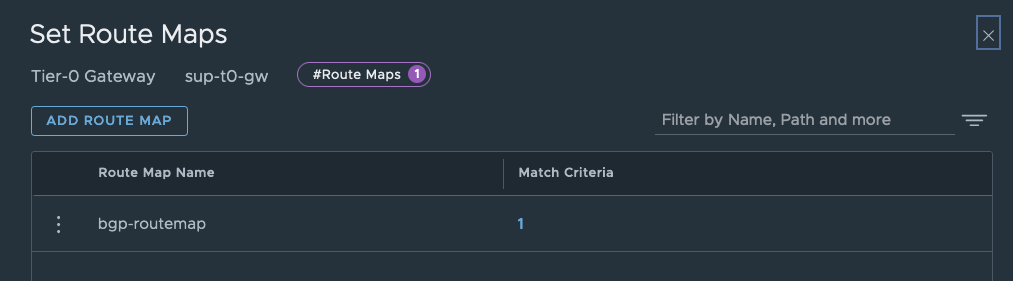 Set Route Maps
Tier-0 Gateway sup-t0-gw #Route Maps 1
ADD ROUTE MAP Filter by Name, Path and more
Route Map Name Match Criteria
bgp-routemap 1